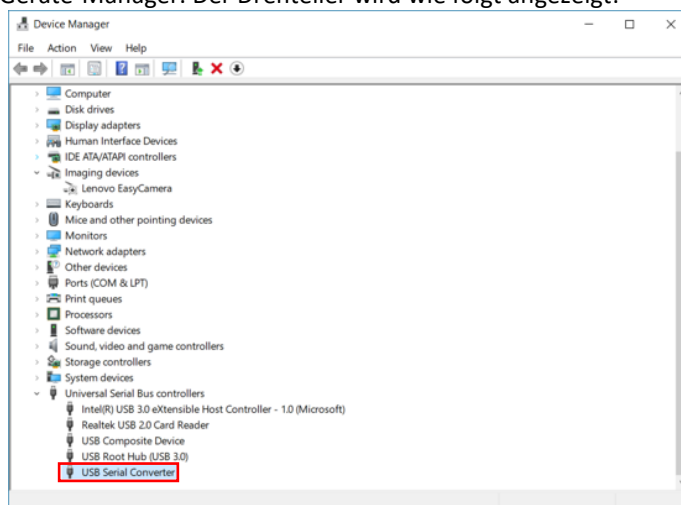 Geräte-Manager. Der Drehteller wird wie folgt angezeigt:
Device Manager
File Action View Help
Computer
Disk drives
Display adapters
Human Interface Devices
IDE ATA/ATAPI controllers
Imaging devices
Lenovo EasyCamera
Keyboards
Mice and other pointing devices
Monitors
Network adapters
Other devices
Ports (COM & LPT)
Print queues
Processors
Software devices
Sound, video and game controllers
Storage controllers
System devices
Universal Serial Bus controllers
Intel(R) USB 3.0 eXtensible Host Controller - 1.0 (Microsoft)
Realtek USB 2.0 Card Reader
USB Composite Device
USB Root Hub (USB 3.0)
USB Serial Converter